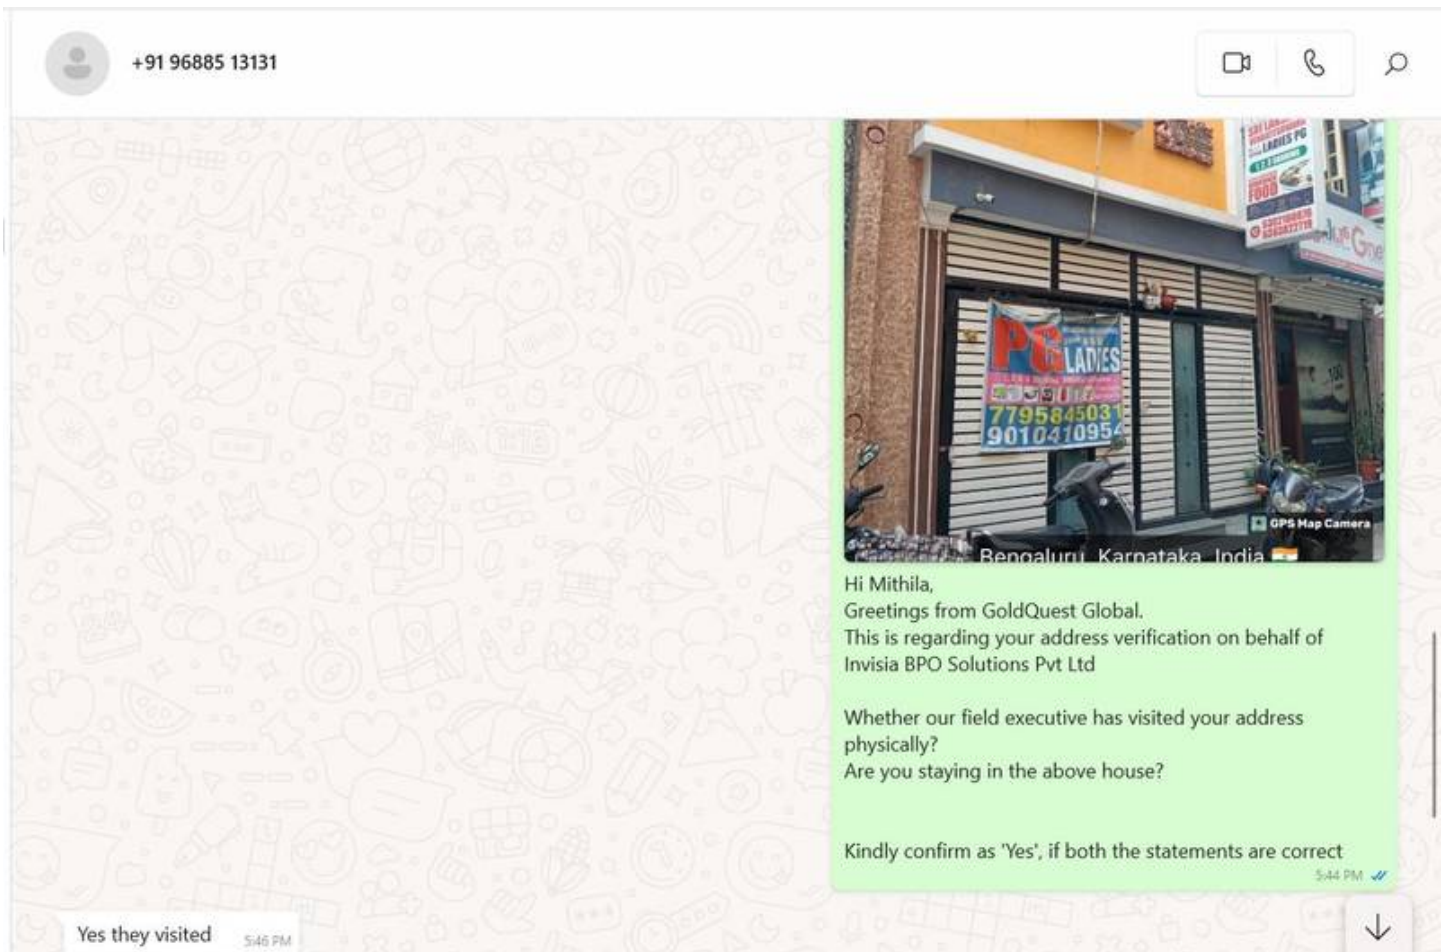 +91 96885 13131
LADIES PG
FOOD
PG
LADIES
7795845031
9010410954
GPS Map Camera
Bengaluru, Karnataka, India
Hi Mithila,
Greetings from GoldQuest Global.
This is regarding your address verification on behalf of
Invisia BPO Solutions Pvt Ltd
Whether our field executive has visited your address
physically?
Are you staying in the above house?
Kindly confirm as 'Yes', if both the statements are correct
5:44 PM
Yes they visited
5:46 PM